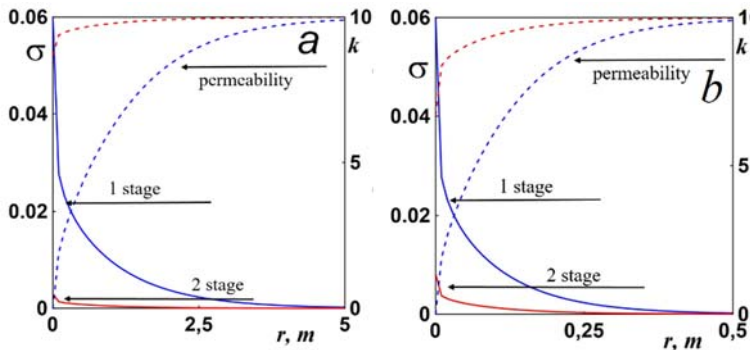 0.06
σ
0.04
0.02
0
a
10
k
permeability
5
1 stage
2 stage
0
0
2,5
5
r, m
0.06
σ
0.04
0.02
0
b
10
k
permeability
5
1 stage
2 stage
0
0
0,25
0,5
r, m